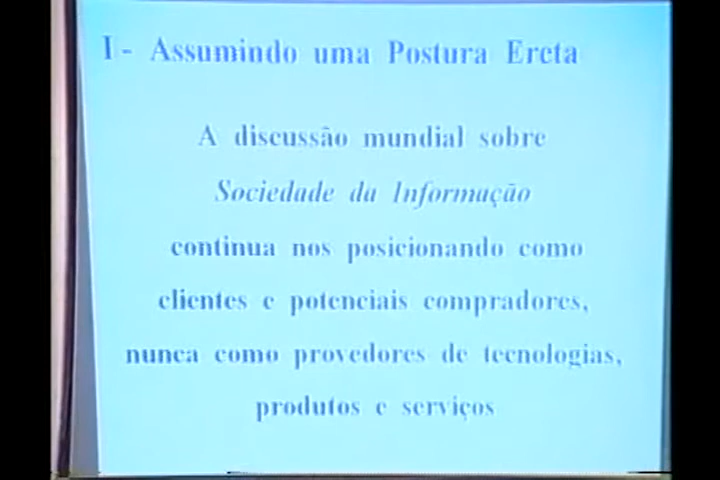 I - Assumindo uma Postura Ereta
A discussão mundial sobre
Sociedade da Informação
continua nos posicionando como
clientes e potenciais compradores,
nunca como provedores de tecnologias,
produtos e serviços